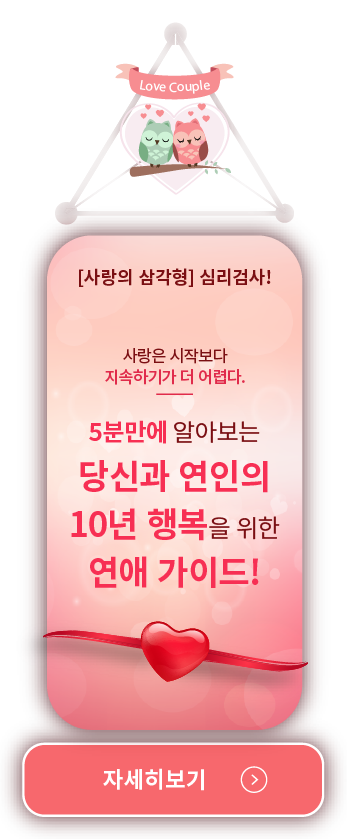 Love Couple
[사랑의 삼각형] 심리검사!
사랑은 시작보다
지속하기가 더 어렵다.
5분만에 알아보는
당신과 연인의
10년 행복을 위한
연애 가이드!
자세히보기